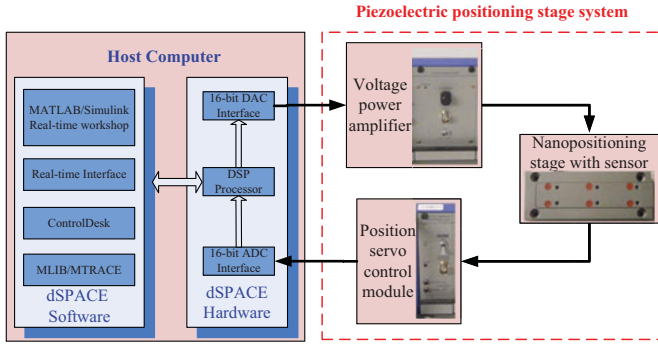 Piezoelectric positioning stage system
Host Computer
MATLAB/Simulink
Real-time workshop
Real-time Interface
ControlDesk
MLIB/MTRACE
dSPACE
Software
16-bit DAC
Interface
DSP
Processor
16-bit ADC
Interface
dSPACE
Hardware
Voltage
power
amplifier
Nanopositioning
stage with sensor
Position
servo
control
module